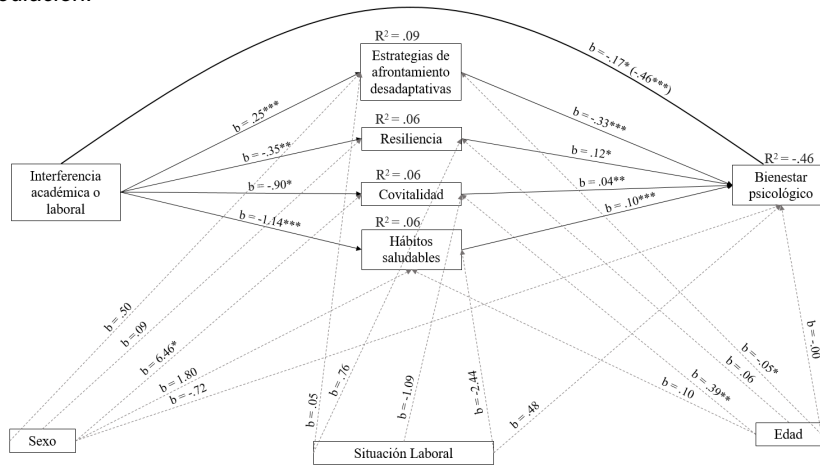 R² = .09
Estrategias de
afrontamiento
desadaptativas
b = -.17* (-.46***)
b = .25***
b = -.33***
R² = .06
Resiliencia
b = -.35**
b = .12*
Interferencia
académica o
laboral
R² = .06
Covitalidad
b = -.90*
b = .04**
R² = -.46
Bienestar
psicológico
R² = .06
Hábitos
saludables
b = -1.14***
b = .10***
b = .50
b = .09
b = 6.46*
b = 1.80
b = -.72
b = .05
b = .76
b = -1.09
b = -2.44
b = .48
b = .10
b = .39**
b = .06
b = -.05*
b = -.00
Sexo
Situación Laboral
Edad